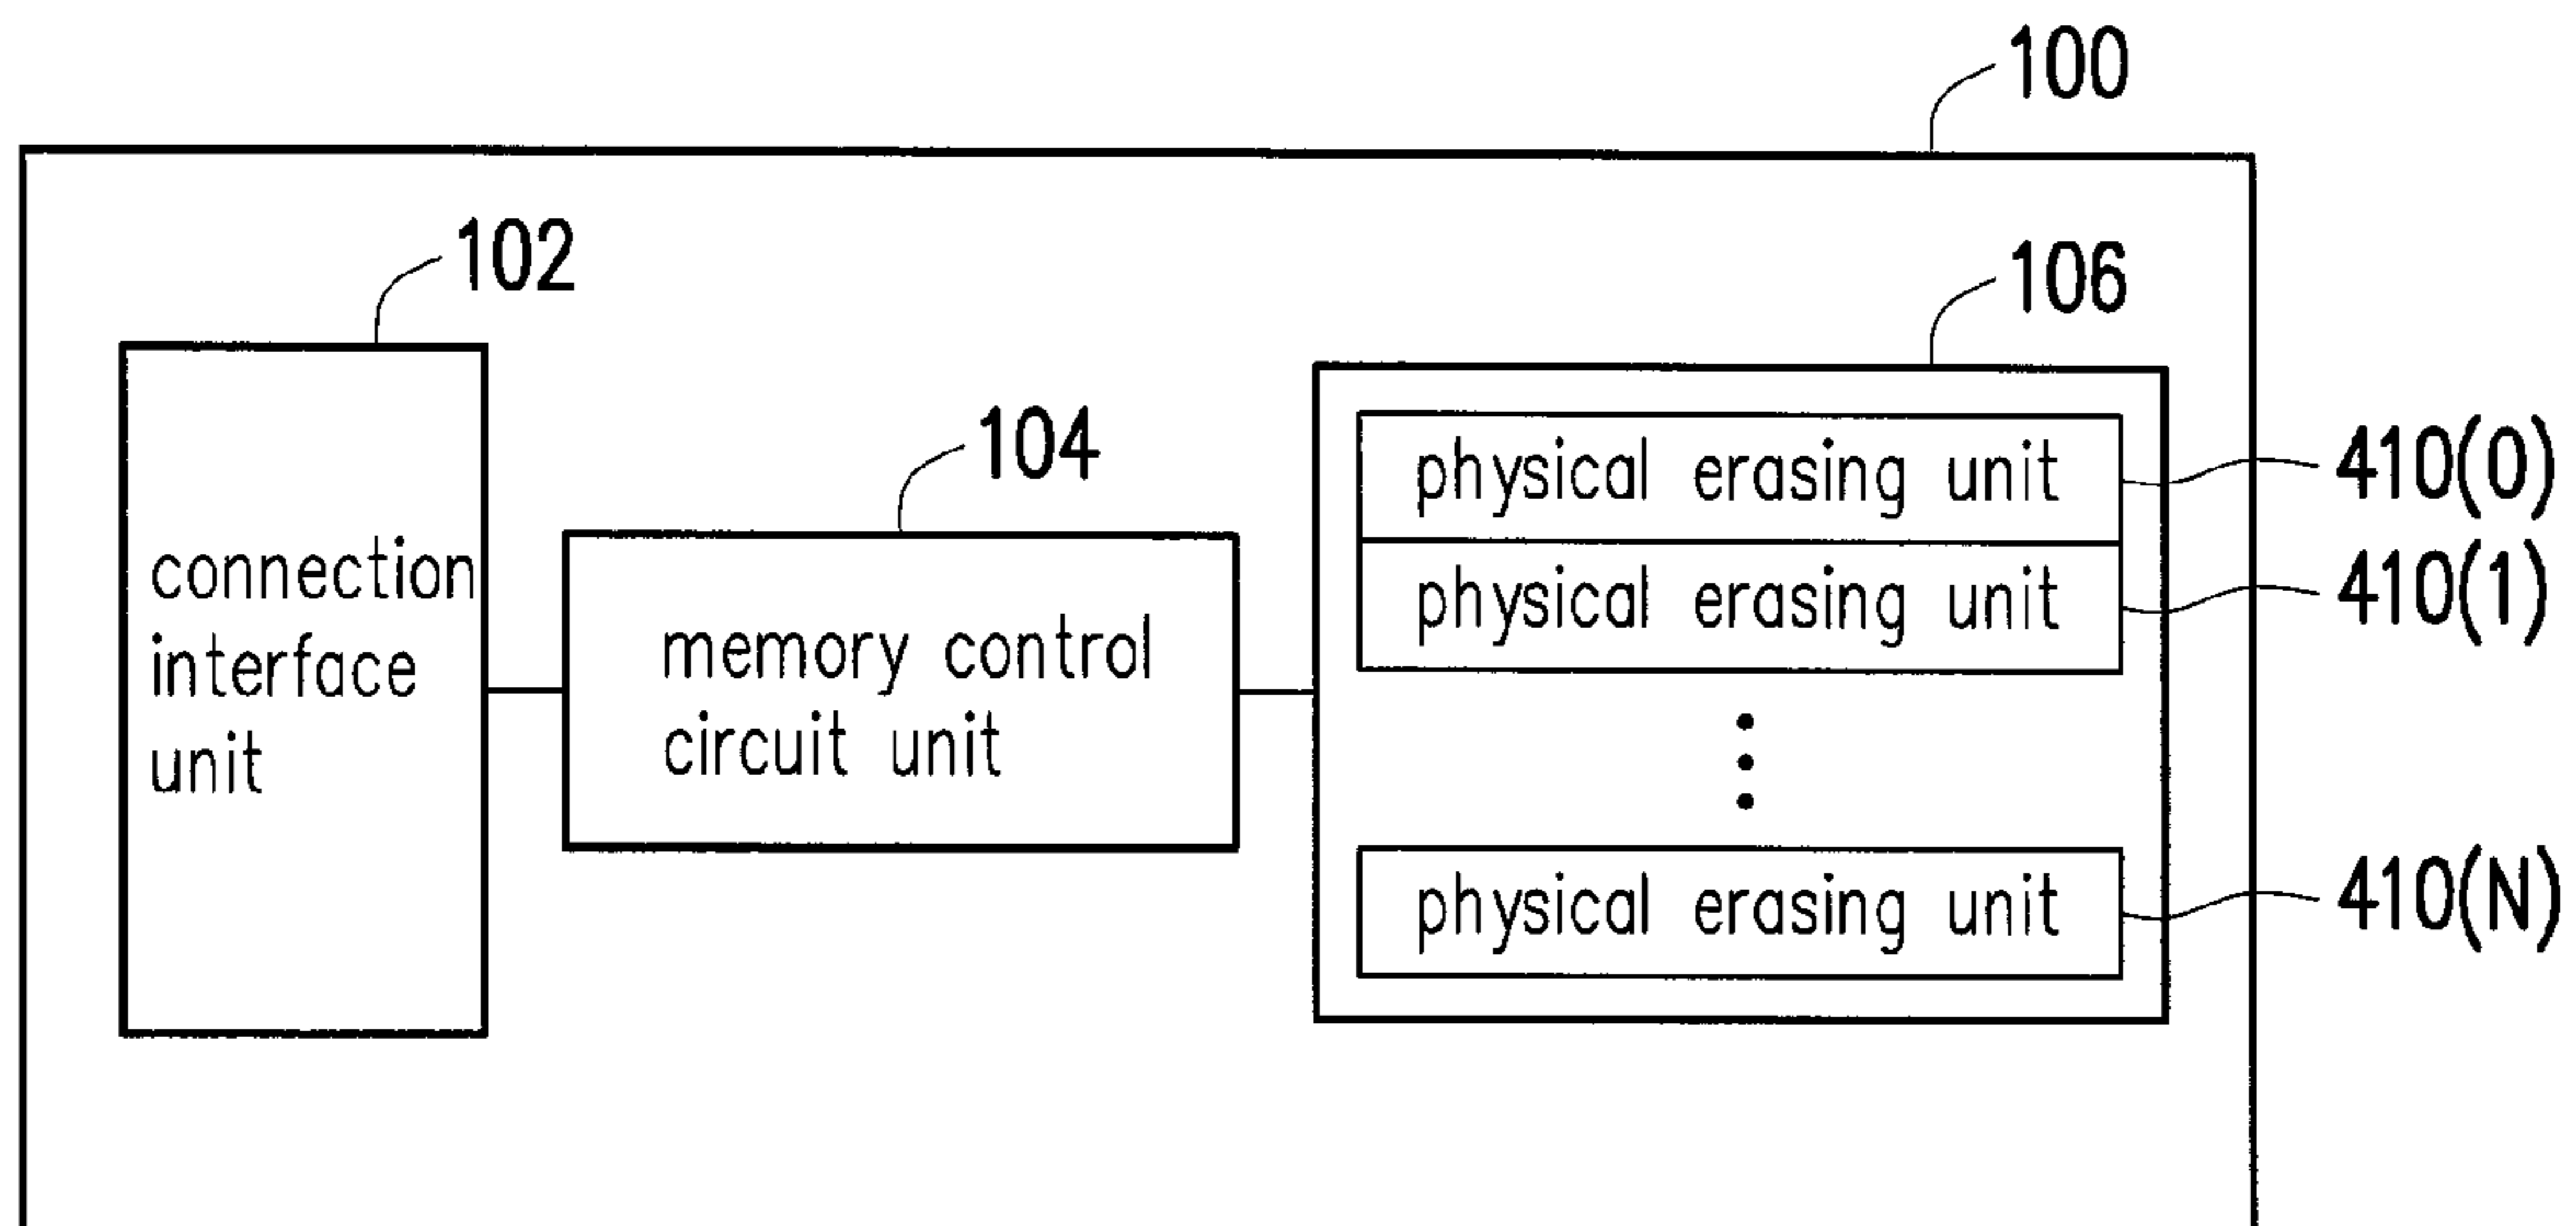 100
102
106
104
physical erasing unit
410(0)
physical erasing unit
410(1)
connection
interface
unit
memory control
circuit unit
physical erasing unit
410(N)